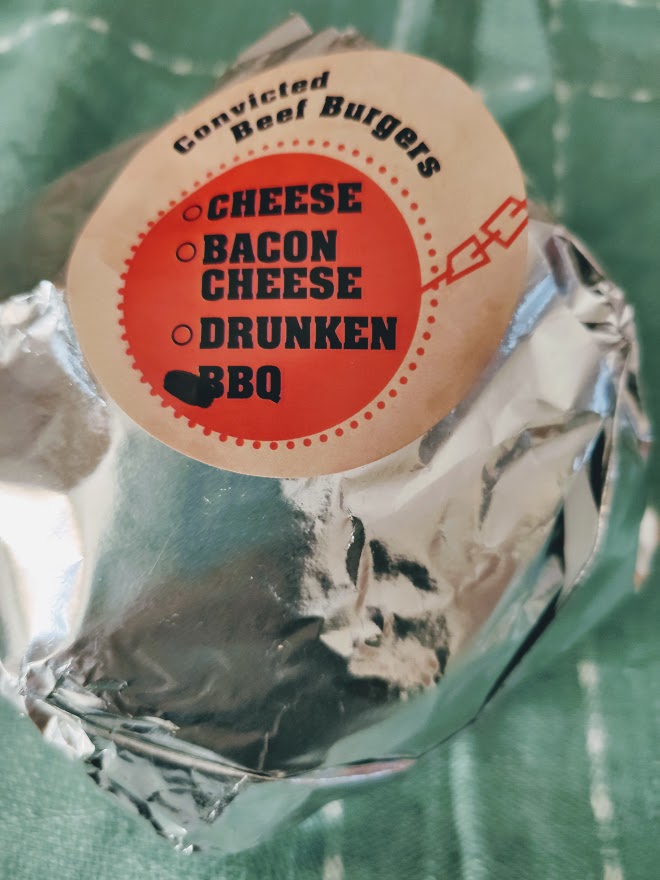 Convicted
Beef Burgers
CHEESE
BACON
CHEESE
DRUNKEN
BBQ